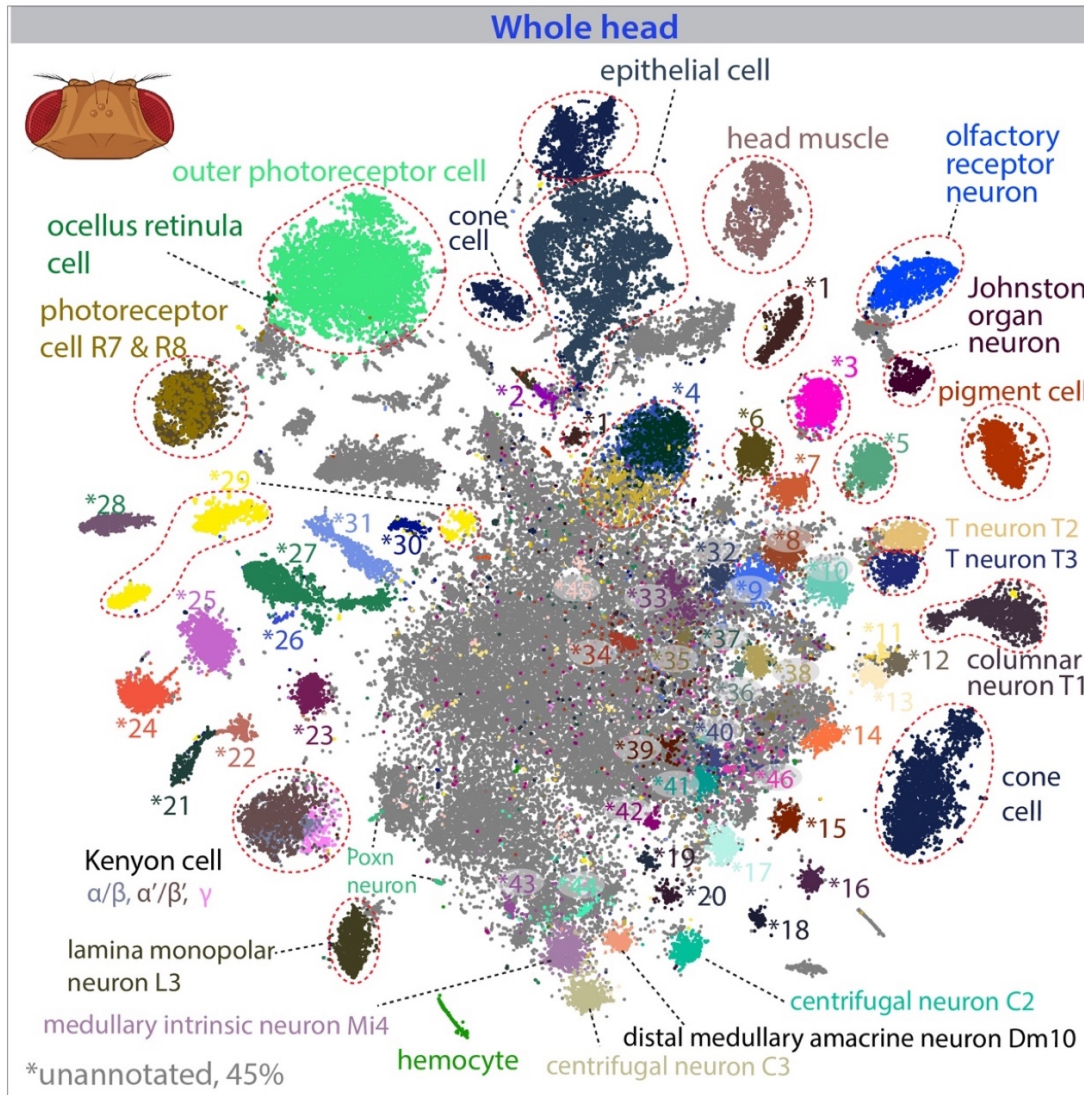 Whole head
epithelial cell
head muscle
olfactory
receptor
neuron
outer photoreceptor cell
cone
cell
ocellus retinula
cell
Johnston
organ
neuron
*1
photoreceptor
cell R7 & R8
*3
pigment cell
*2
*4
*1
*6
*5
*7
*29
*28
*31
*30
T neuron T2
T neuron T3
*8
*32
*27
*9
*10
*33
*25
*26
*37
*11
*12
*34
*35
*38
columnar
neuron T1
*13
*36
*24
*23
*22
*40
*14
*39
*21
*41
*46
cone
cell
*42
*15
Kenyon cell
α/β, α’/β’, γ
Poxn
neuron
*19
*17
*16
*43
*44
*20
*18
lamina monopolar
neuron L3
centrifugal neuron C2
medullary intrinsic neuron Mi4
distal medullary amacrine neuron Dm10
hemocyte
centrifugal neuron C3
*unannotated, 45%